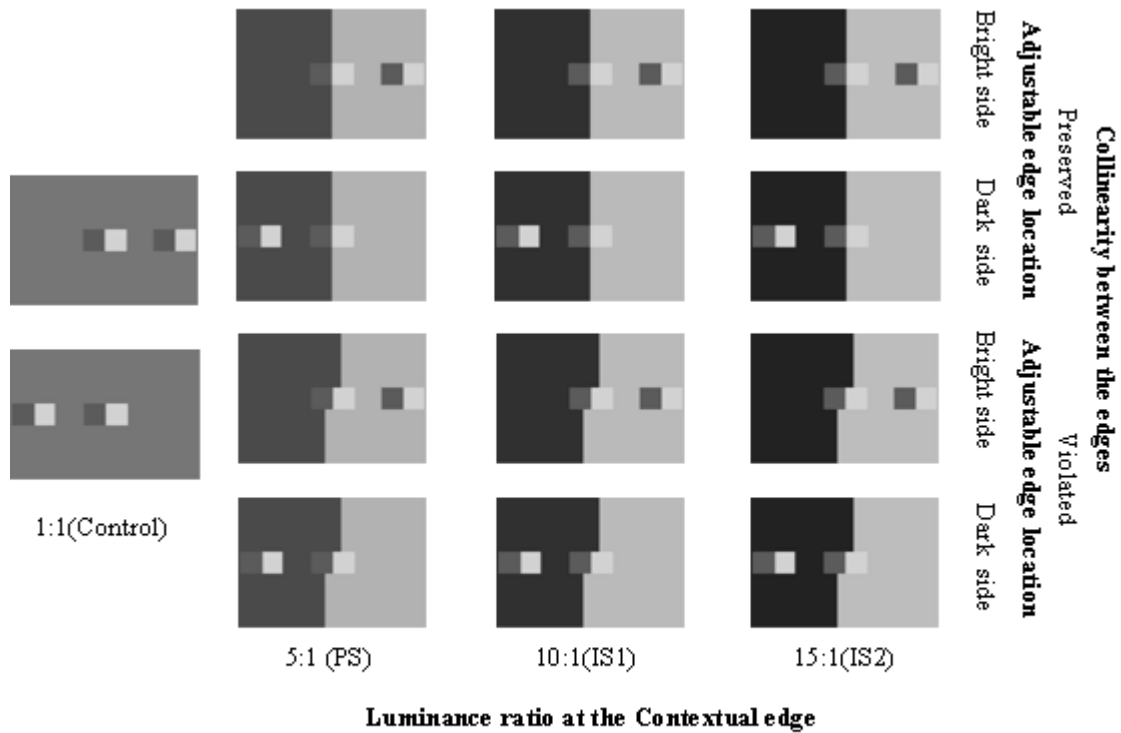 Collinearity between the edges
Preserved
Violated
Adjustable edge location
Adjustable edge location
Bright side
Dark side
Bright side
Dark side
1:1(Control)
5:1 (PS)
10:1(IS1)
15:1(IS2)
Luminance ratio at the Contextual edge